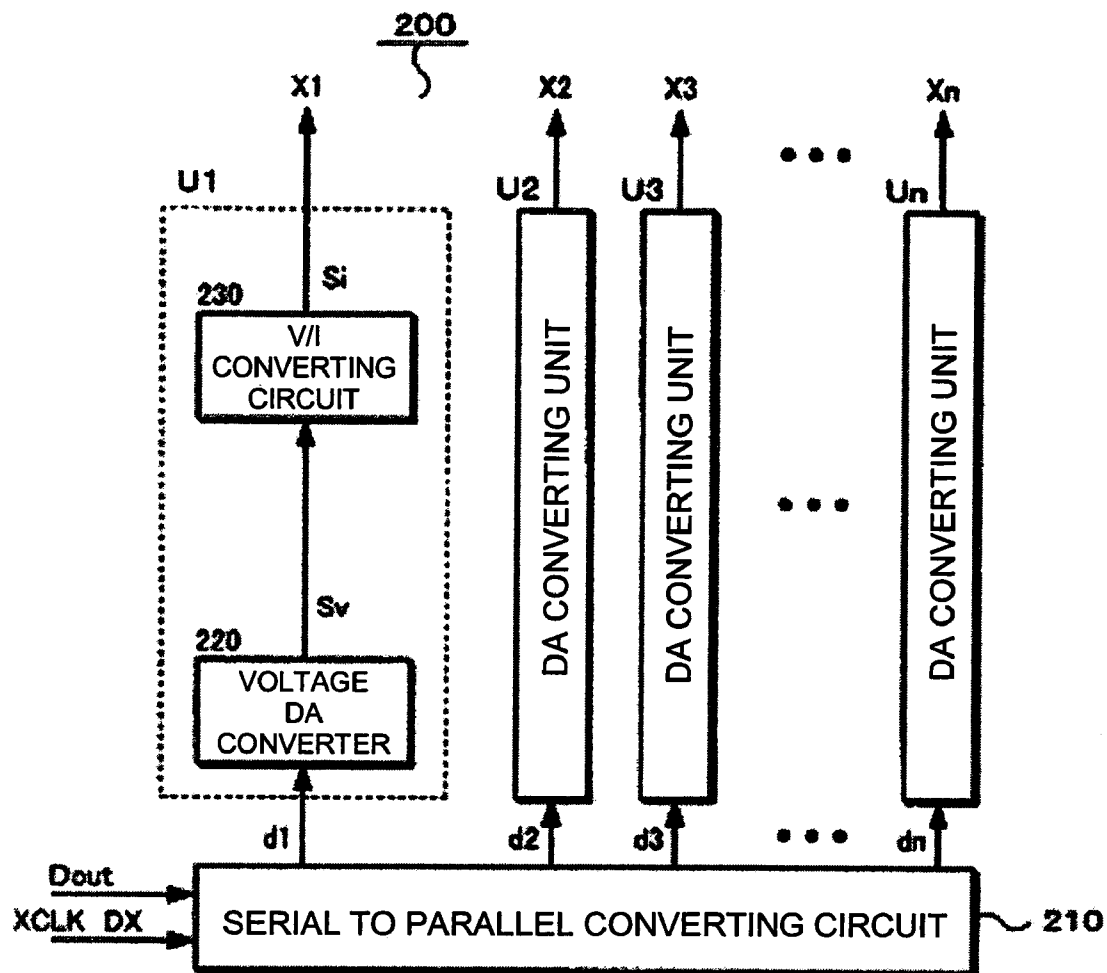 200
X1 X2 X3 Xn
U1 U2 U3 Un
Si
230
V/I
CONVERTING
CIRCUIT
Sv
220
VOLTAGE
DA
CONVERTER
DA CONVERTING UNIT
DA CONVERTING UNIT
DA CONVERTING UNIT
d1 d2 d3 dn
Dout
XCLK DX
SERIAL TO PARALLEL CONVERTING CIRCUIT
210